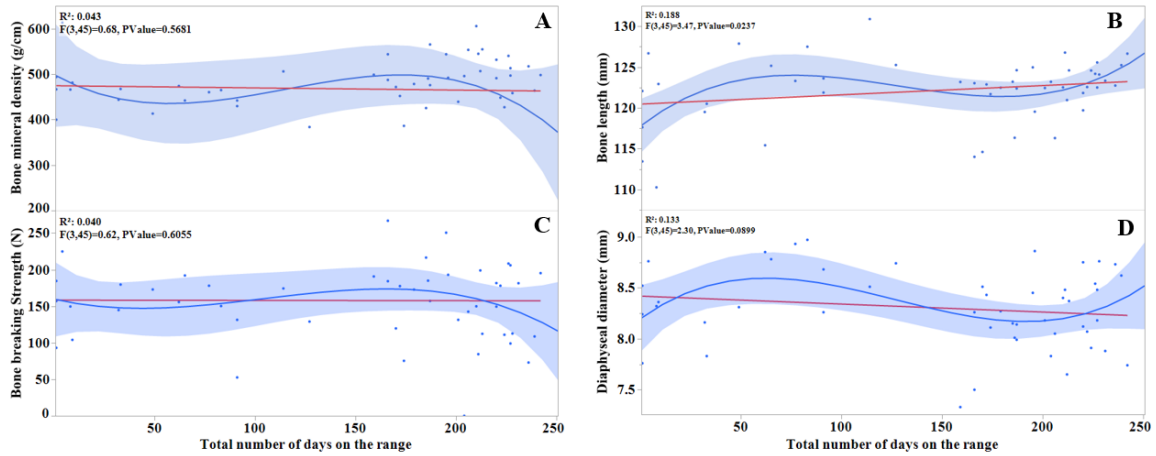 R²: 0.043
F(3,45)=0.68, PValue=0.5681
A
Bone mineral density (g/cm)
600
500
400
300
200
R²: 0.188
F(3,45)=3.47, PValue=0.0237
B
Bone length (mm)
130
125
120
115
110
R²: 0.040
F(3,45)=0.62, PValue=0.6055
C
Bone breaking Strength (N)
250
200
150
100
50
0
50
100
150
200
250
Total number of days on the range
R²: 0.133
F(3,45)=2.30, PValue=0.0899
D
Diaphyseal diameter (mm)
9.0
8.5
8.0
7.5
50
100
150
200
250
Total number of days on the range